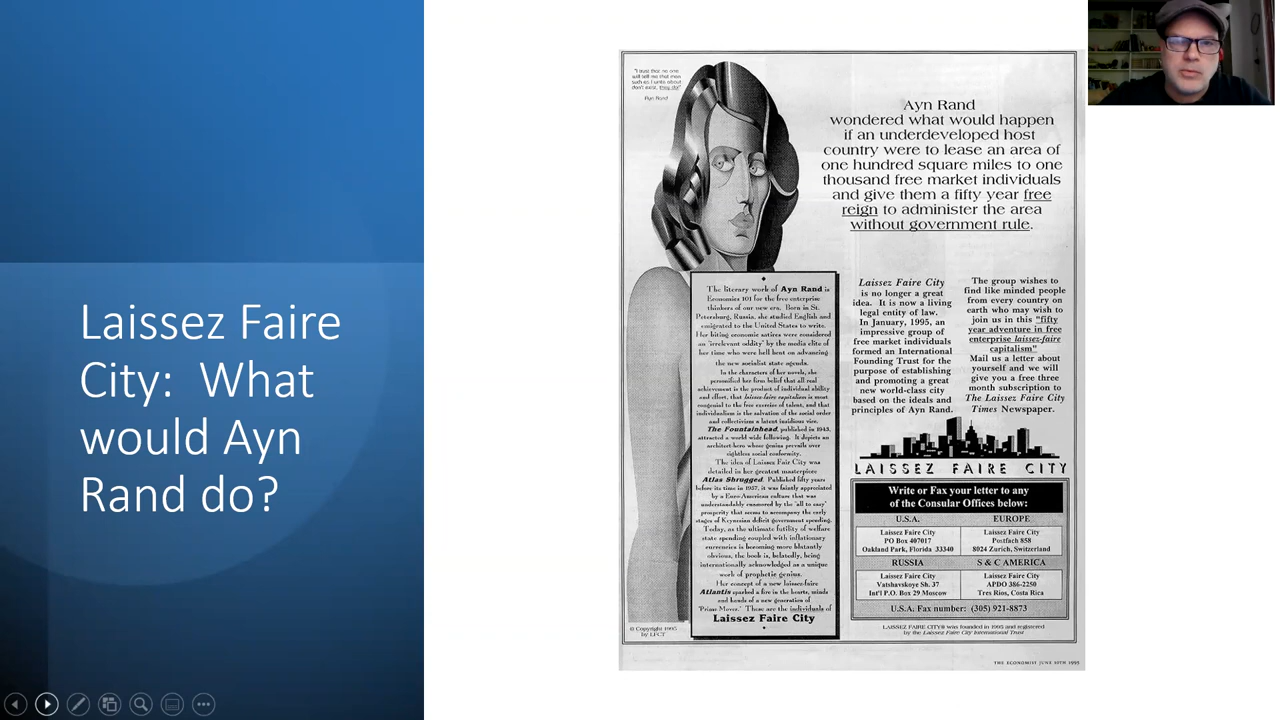 Laissez Faire
City:  What
would Ayn
Rand do?
"I trust that no one
will tell me that men
such as I write about
don't exist, they do!"
Ayn Rand
Ayn Rand
wondered what would happen
if an underdeveloped host
country were to lease an area of
one hundred square miles to one
thousand free market individuals
and give them a fifty year free
reign to administer the area
without government rule.
The literary work of Ayn Rand is
Economics 101 for the free enterprise
thinkers of our new era. Born in St.
Petersburg, Russia, she studied English and
emigrated to the United States to write.
Her biting economic satires were considered
an "irrelevant oddity" by the media elite of
her time who were hell bent on advancing
the new socialist state agenda.
In the characters of her novels, she
personified her firm belief that all real
achievement is the product of individual ability
and effort, that laissez-faire capitalism is most
congenial to the free exercise of talent, and that
individualism is the salvation of the social order
and collectivism a latent insidious vice.
The Fountainhead, published in 1943,
attracted a world wide following. It depicts an
architect hero whose genius prevails over
sightless social conformity.
The idea of Laissez Fair City was
detailed in her greatest masterpiece
Atlas Shrugged. Published fifty years
before its time in 1957, it was faintly appreciated
by a Euro-American culture that was
understandably enamored by the "all to easy"
prosperity that seems to accompany the early
stages of Keynesian deficit government spending.
Today, as the ultimate futility of welfare
state spending coupled with inflationary
currencies is becoming more blatantly
obvious, the book is, belatedly, being
internationally acknowledged as a unique
work of prophetic genius.
Her concept of a new laissez-faire
Atlantis sparked a fire in the hearts, minds
and hands of a new generation of
"Prime Moves." These are the individuals of
Laissez Faire City
© Copyright 1995
by LFCT
Laissez Faire City
is no longer a great
idea. It is now a living
legal entity of law.
In January, 1995, an
impressive group of
free market individuals
formed an International
Founding Trust for the
purpose of establishing
and promoting a great
new world-class city
based on the ideals and
principles of Ayn Rand.
The group wishes to
find like minded people
from every country on
earth who may wish to
join us in this "fifty
year adventure in free
enterprise laissez-faire
capitalism"
Mail us a letter about
yourself and we will
give you a free three
month subscription to
The Laissez Faire City
Times Newspaper.
LAISSEZ FAIRE CITY
Write or Fax your letter to any
of the Consular Offices below:
U.S.A.
Laissez Faire City
PO Box 407017
Oakland Park, Florida 33340
EUROPE
Laissez Faire City
Postfach 858
8024 Zurich, Switzerland
RUSSIA
Laissez Faire City
Vatshavskoye Sh. 37
Int'l P.O. Box 29 Moscow
S & C AMERICA
Laissez Faire City
APDO 386-2250
Tres Rios, Costa Rica
U.S.A. Fax number: (305) 921-8873
LAISSEZ FAIRE CITY® was founded in 1995 and registered
by the Laissez Faire City International Trust
THE ECONOMIST JUNE 10TH 1995